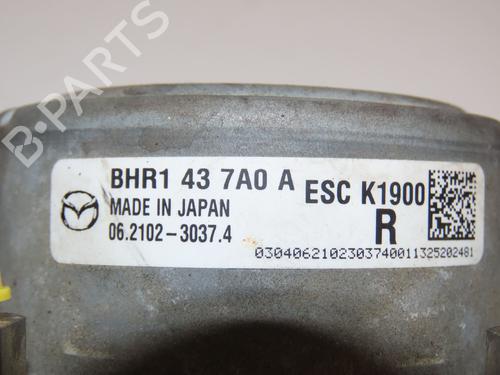 B-PARTS
BHR1 43 7A0 A ESC K1900
MADE IN JAPAN
06.2102-3037.4 R
0304062102303740011325202481